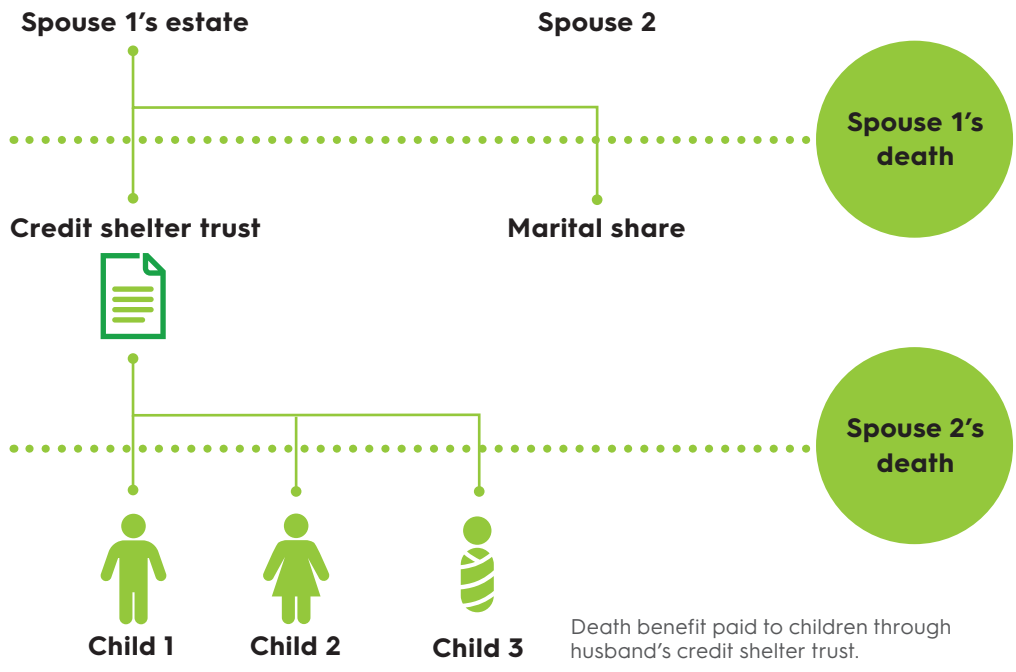 Spouse 1's estate
Spouse 2
Spouse 1's
death
Credit shelter trust
Marital share
Spouse 2's
death
Child 1
Child 2
Child 3
Death benefit paid to children through
husband's credit shelter trust.